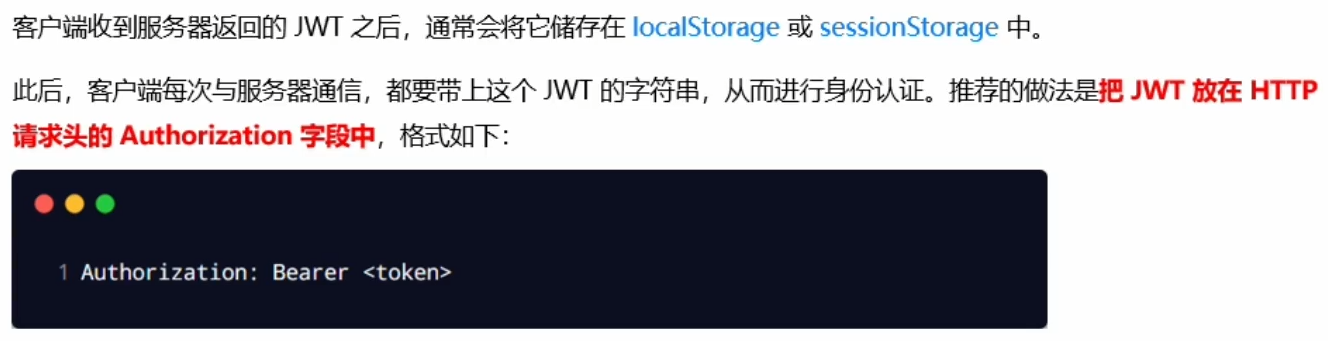 客户端收到服务器返回的 JWT 之后，通常会将它储存在 localStorage 或 sessionStorage 中。
此后，客户端每次与服务器通信，都要带上这个 JWT 的字符串，从而进行身份认证。推荐的做法是把 JWT 放在 HTTP
请求头的 Authorization 字段中，格式如下：
1 Authorization: Bearer <token>